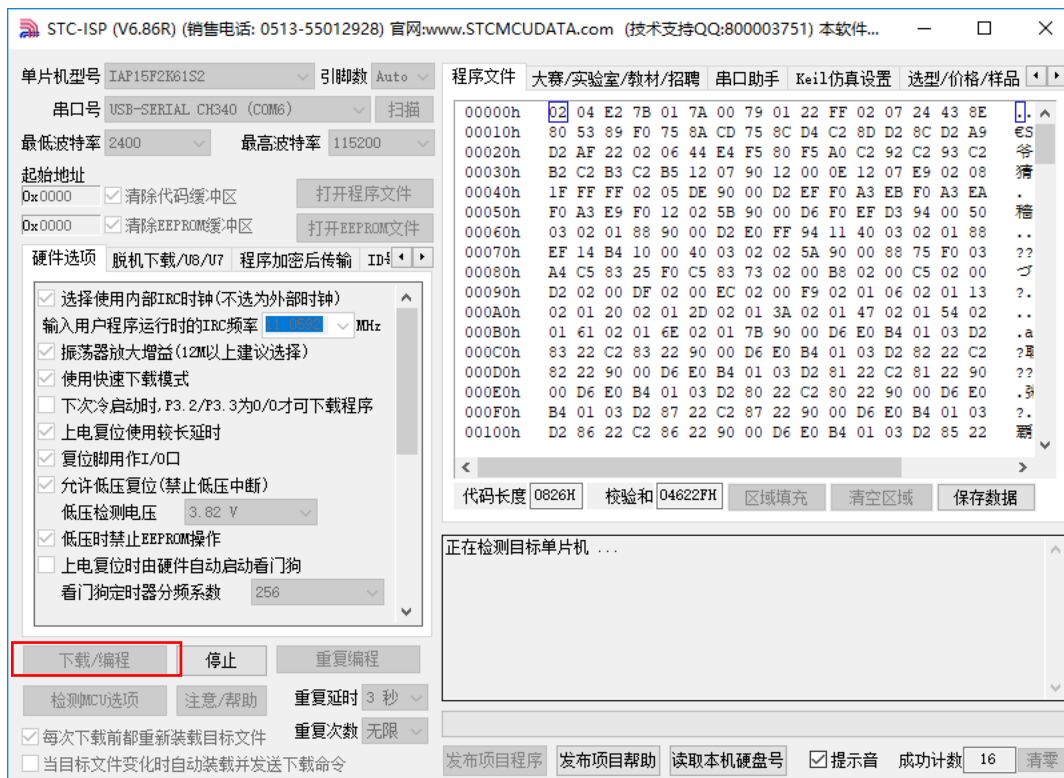 STC-ISP (V6.86R) (销售电话: 0513-55012928) 官网:www.STCMCUDATA.com (技术支持QQ:800003751) 本软件...
单片机型号 IAP15F2K61S2 引脚数 Auto
串口号 USB-SERIAL CH340 (COM6) 扫描
最低波特率 2400 最高波特率 115200
起始地址
0x0000 清除代码缓冲区 打开程序文件
0x0000 清除EEPROM缓冲区 打开EEPROM文件
硬件选项 脱机下载/U8/U7 程序加密后传输
选择使用内部IRC时钟(不选为外部时钟)
输入用户程序运行时的IRC频率 11.0592 MHz
振荡器放大增益(12M以上建议选择)
使用快速下载模式
下次冷启动时,P3.2/P3.3为0/0才可下载程序
上电复位使用较长延时
复位脚用作I/O口
允许低压复位(禁止低压中断)
低压检测电压 3.82 V
低压时禁止EEPROM操作
上电复位时由硬件自动启动看门狗
看门狗定时器分频系数 256
下载/编程 停止 重复编程
检测MCU选项 注意/帮助 重复延时 3 秒
每次下载前都重新装载目标文件 重复次数 无限
当目标文件变化时自动装载并发送下载命令
程序文件 大赛/实验室/教材/招聘 串口助手 Keil仿真设置 选型/价格/样品
00000h 02 04 E2 7B 01 7A 00 79 01 22 FF 02 07 24 43 8E ..
00010h 80 53 89 F0 75 8A CD 75 8C D4 C2 8D D2 8C D2 A9 €S
00020h D2 AF 22 02 06 44 E4 F5 80 F5 A0 C2 92 C2 93 C2 爷
00030h B2 C2 B3 C2 B5 12 07 90 12 00 0E 12 07 E9 02 08 猜
00040h 1F FF FF 02 05 DE 90 00 D2 EF F0 A3 EB F0 A3 EA .
00050h F0 A3 E9 F0 12 02 5B 90 00 D6 F0 EF D3 94 00 50
00060h 03 02 01 88 90 00 D2 E0 FF 94 11 40 03 02 01 88 ..
00070h EF 14 B4 10 00 40 03 02 02 5A 90 00 88 75 F0 03 ??
00080h A4 C5 83 25 F0 C5 83 73 02 00 B8 02 00 C5 02 00 づ
00090h D2 02 00 DF 02 00 EC 02 00 F9 02 01 06 02 01 13 ?.
000A0h 02 01 20 02 01 2D 02 01 3A 02 01 47 02 01 54 02 ..
000B0h 01 61 02 01 6E 02 01 7B 90 00 D6 E0 B4 01 03 D2 .a
000C0h 83 22 C2 83 22 90 00 D6 E0 B4 01 03 D2 82 22 C2
000D0h 82 22 90 00 D6 E0 B4 01 03 D2 81 22 C2 81 22 90 ??
000E0h 00 D6 E0 B4 01 03 D2 80 22 C2 80 22 90 00 D6 E0
000F0h B4 01 03 D2 87 22 C2 87 22 90 00 D6 E0 B4 01 03 ?.
00100h D2 86 22 C2 86 22 90 00 D6 E0 B4 01 03 D2 85 22
代码长度 0826H 校验和 04622FH 区域填充 清空区域 保存数据
正在检测目标单片机 ...
发布项目程序 发布项目帮助 读取本机硬盘号 提示音 成功计数 16 清零